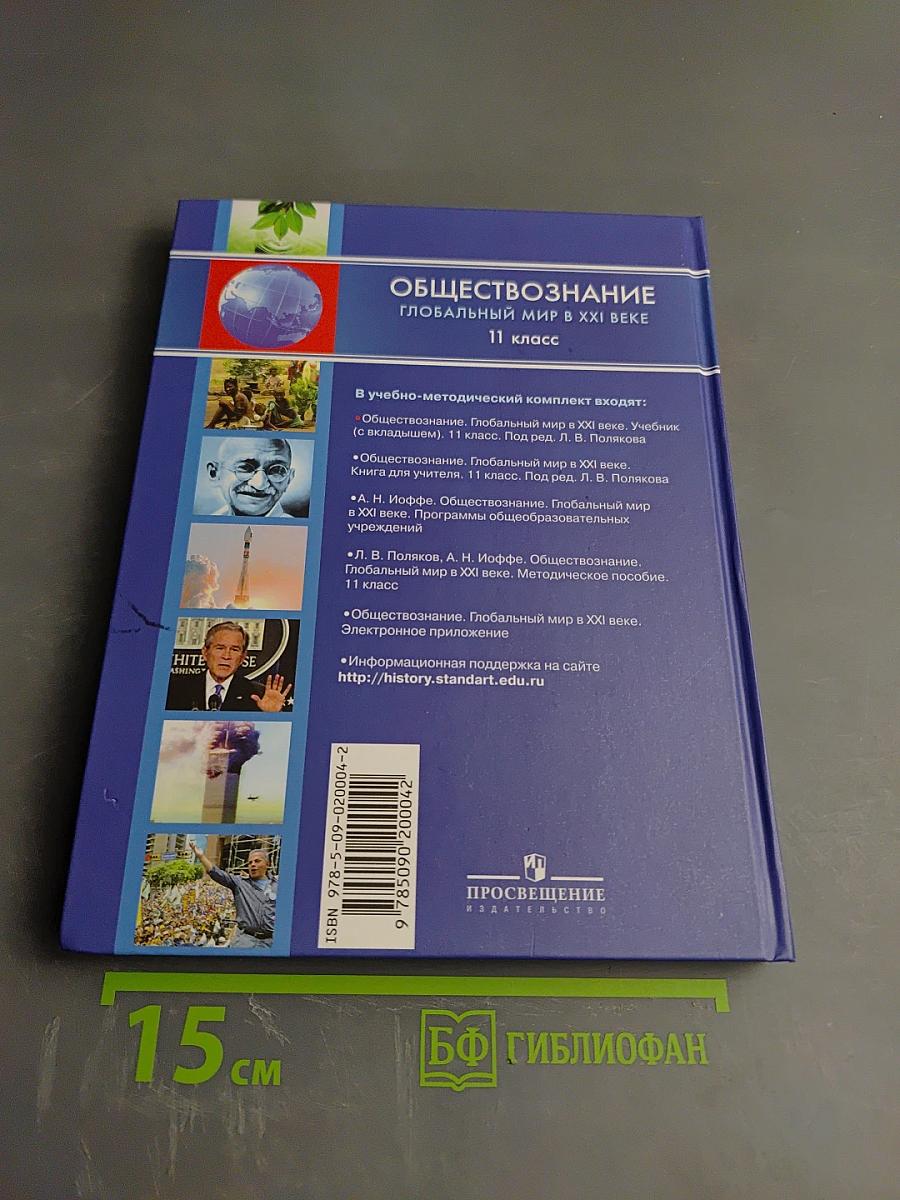 ОБЩЕСТВОЗНАНИЕ
ГЛОБАЛЬНЫЙ МИР В XXI ВЕКЕ
11 класс
В учебно-методический комплект входят:
•Обществознание. Глобальный мир в XXI веке. Учебник
(с вкладышем). 11 класс. Под ред. Л. В. Полякова
•Обществознание. Глобальный мир в XXI веке.
Книга для учителя. 11 класс. Под ред. Л. В. Полякова
•А. Н. Иоффе. Обществознание. Глобальный мир
в XXI веке. Программы общеобразовательных
учреждений
•Л. В. Поляков, А. Н. Иоффе. Обществознание.
Глобальный мир в XXI веке. Методическое пособие.
11 класс
•Обществознание. Глобальный мир в XXI веке.
Электронное приложение
•Информационная поддержка на сайте
http://history.standart.edu.ru
ISBN 978-5-09-020004-2
9 785090 200042
ИП
ПРОСВЕЩЕНИЕ
ИЗДАТЕЛЬСТВО
15 см
БФ ГИБЛИОФАН